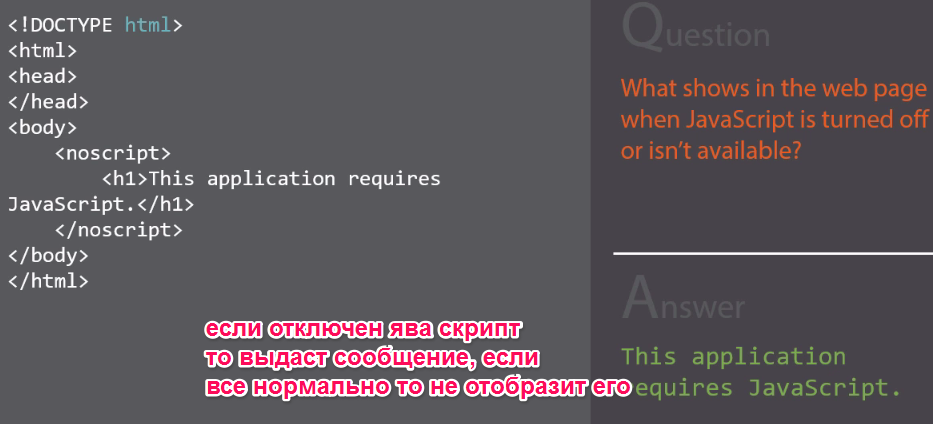 <!DOCTYPE html>
<html>
<head>
</head>
<body>
<noscript>
<h1>This application requires
JavaScript.</h1>
</noscript>
</body>
</html>
если отключен ява скрипт
то выдаст сообщение, если
все нормально то не отобразит его
Question
What shows in the web page
when JavaScript is turned off
or isn’t available?
Answer
This application
requires JavaScript.